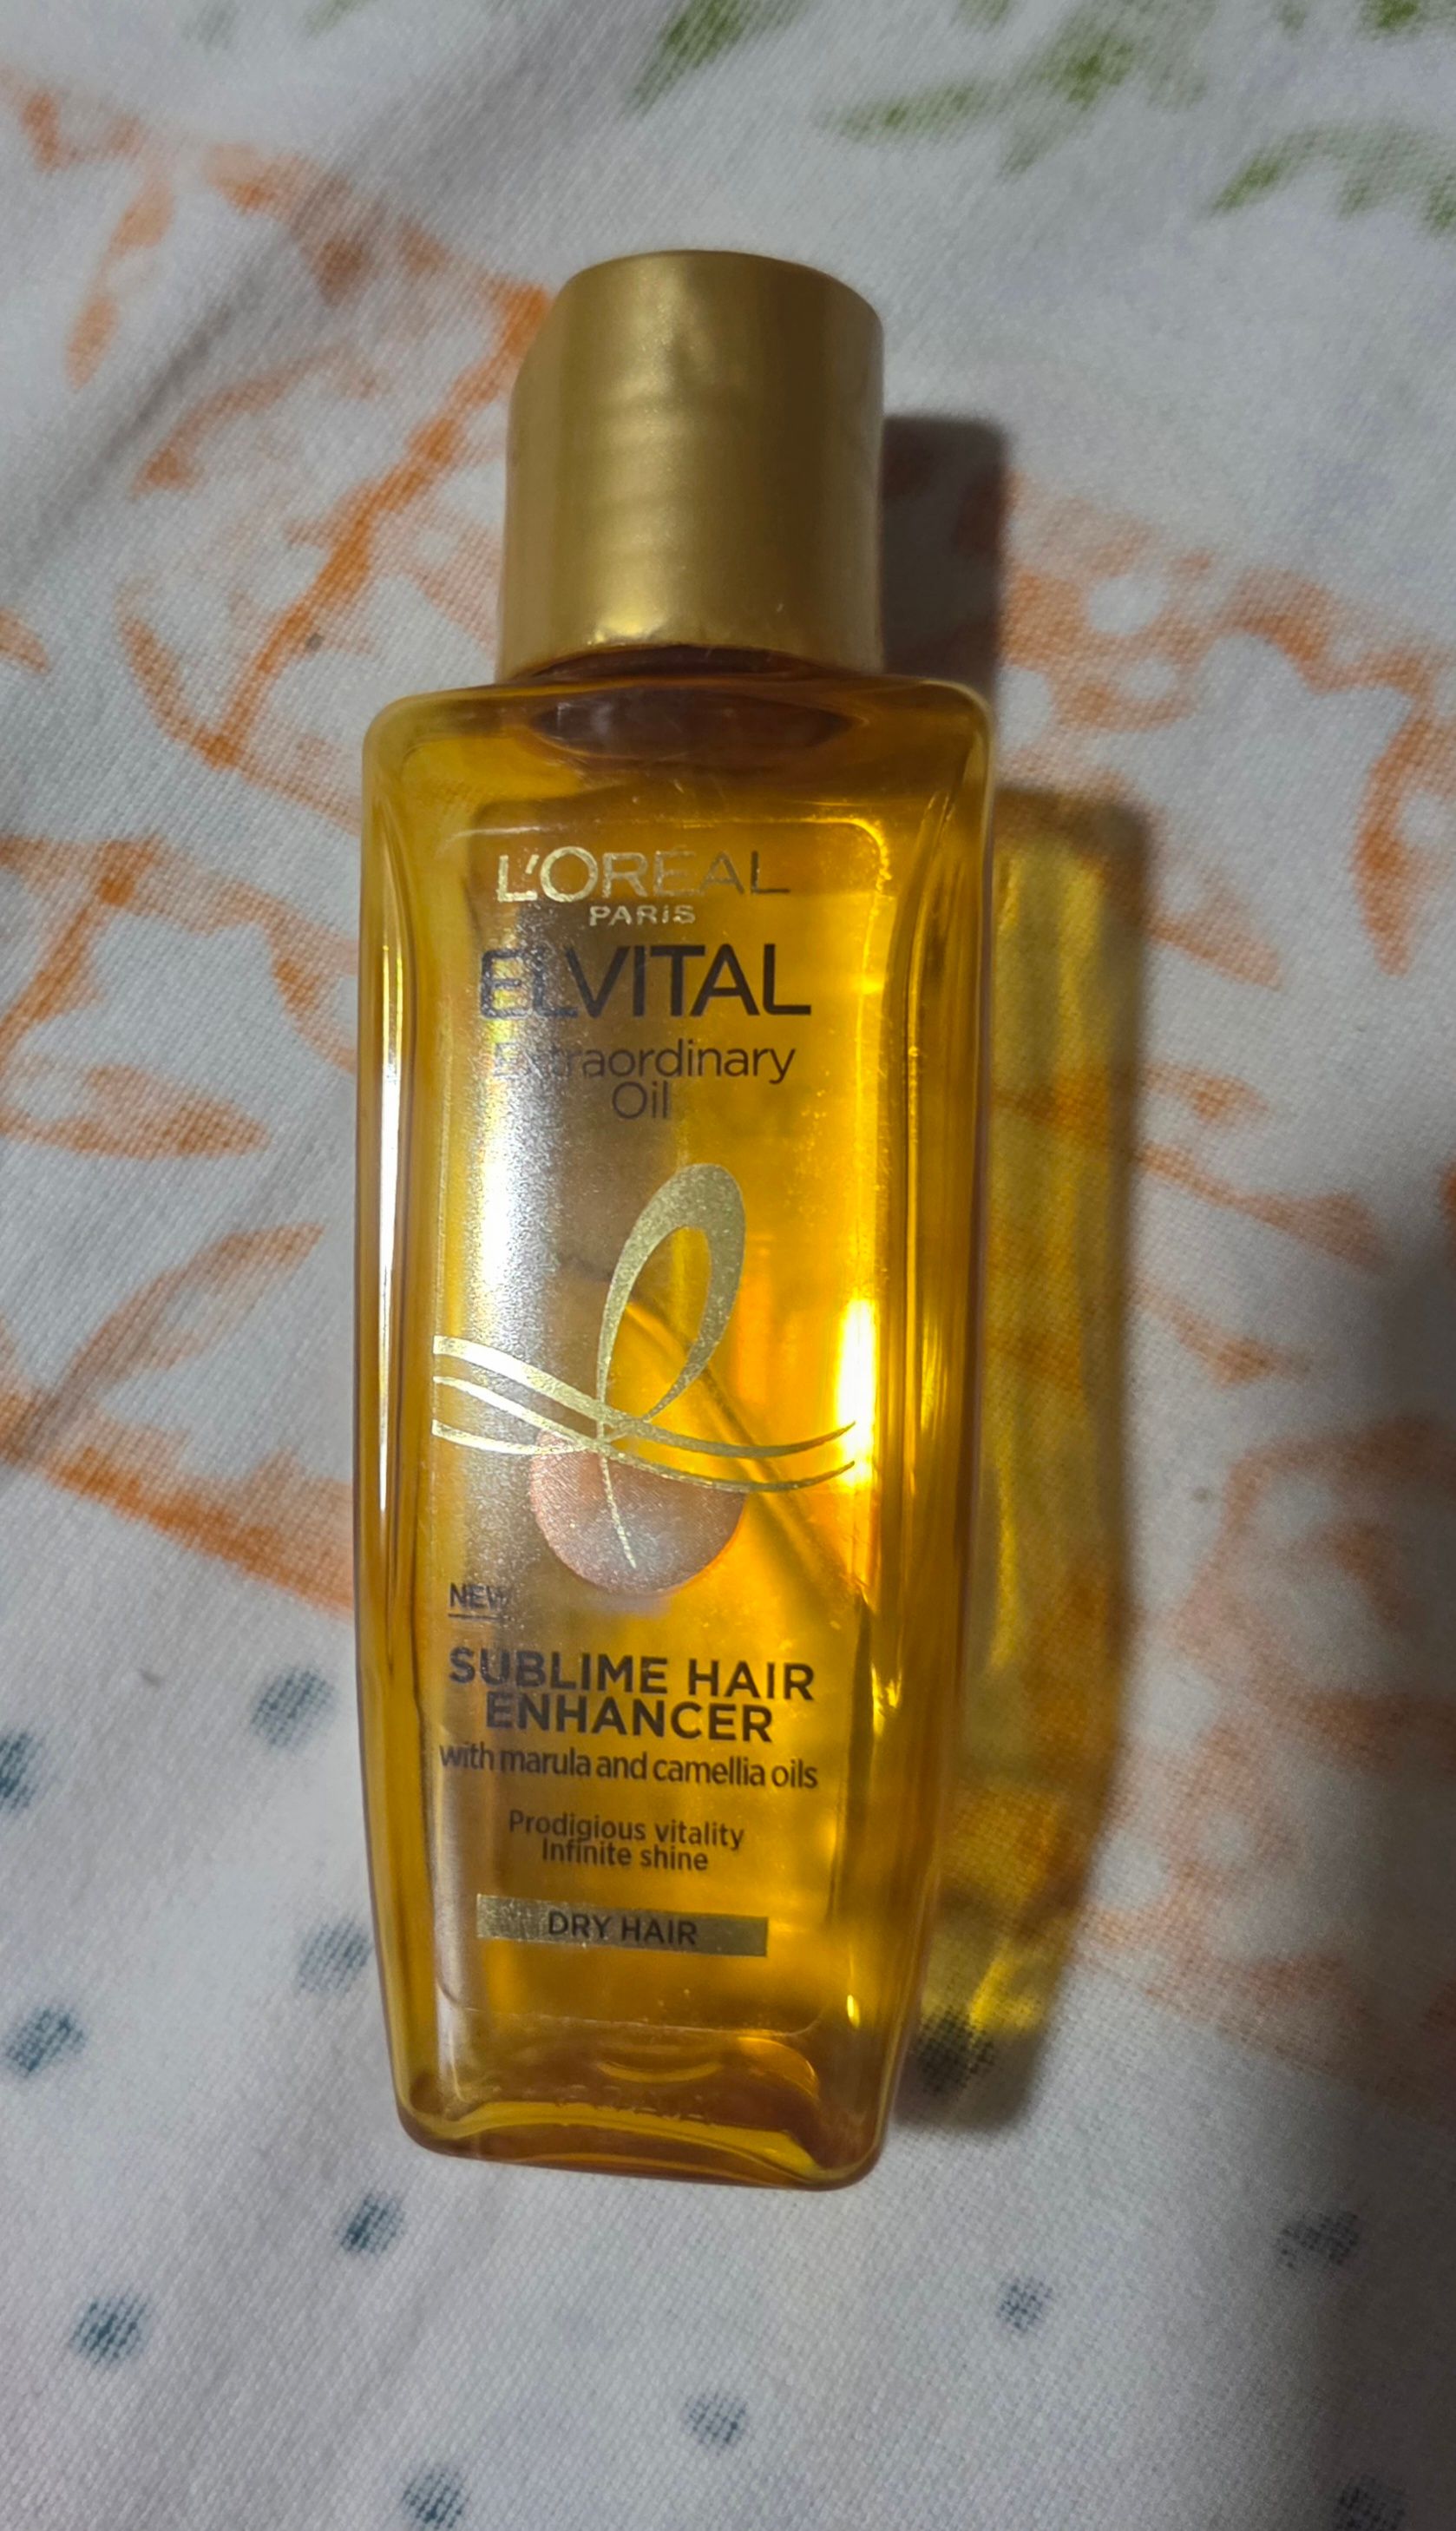 L'ORÉAL
PARIS
ELVITAL
Extraordinary
Oil
NEW
SUBLIME HAIR
ENHANCER
with marula and camellia oils
Prodigious vitality
Infinite shine
DRY HAIR